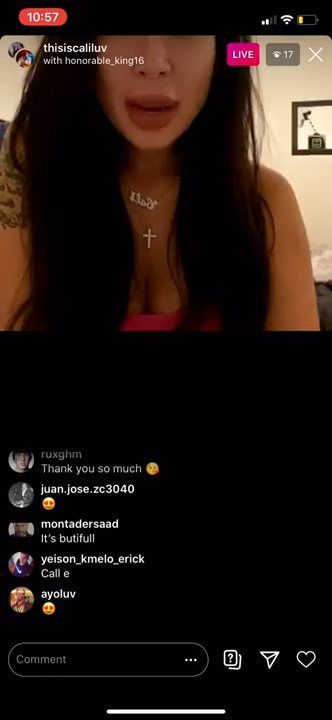 10:57
thisiscaliluv
with honorable_king16
LIVE
17
ruxghm
Thank you so much 😘
juan.jose.zc3040
😍
montadersaad
It's butifull
yeison_kmelo_erick
Call e
ayoluv
😍
Comment